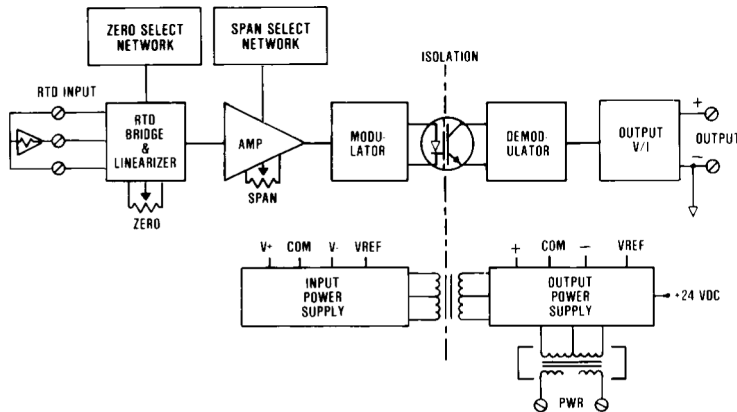 ZERO SELECT
NETWORK
SPAN SELECT
NETWORK
ISOLATION
RTD INPUT
RTD
BRIDGE
&
LINEARIZER
AMP
MODU-
LATOR
DEMOD-
ULATOR
OUTPUT
V/I
+
OUTPUT
−
ZERO
SPAN
V+ COM V- VREF
+ COM − VREF
INPUT
POWER
SUPPLY
OUTPUT
POWER
SUPPLY
+24 VDC
PWR